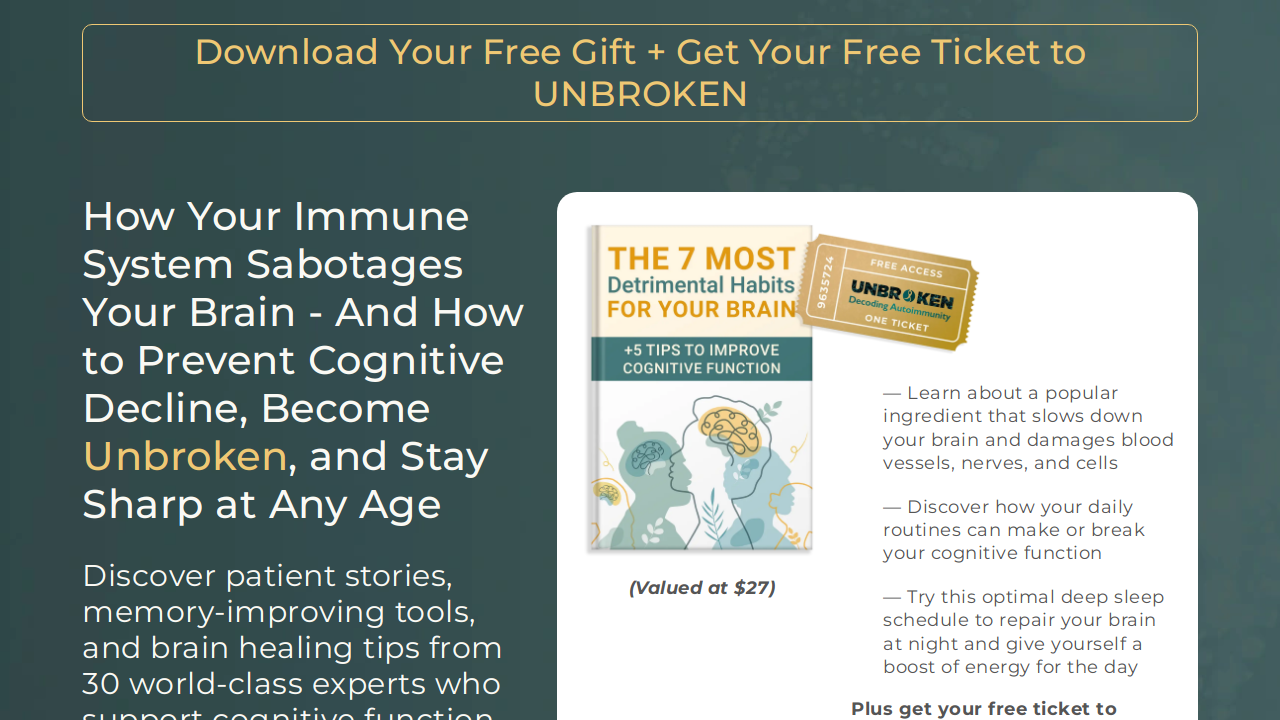 Download Your Free Gift + Get Your Free Ticket to
UNBROKEN
How Your Immune
System Sabotages
Your Brain - And How
to Prevent Cognitive
Decline, Become
Unbroken, and Stay
Sharp at Any Age
Discover patient stories,
memory-improving tools,
and brain healing tips from
30 world-class experts who
support cognitive function
THE 7 MOST
Detrimental Habits
FOR YOUR BRAIN
+5 TIPS TO IMPROVE
COGNITIVE FUNCTION
(Valued at $27)
9635724
FREE ACCESS
UNBROKEN
Decoding Autoimmunity
ONE TICKET
— Learn about a popular
ingredient that slows down
your brain and damages blood
vessels, nerves, and cells
— Discover how your daily
routines can make or break
your cognitive function
— Try this optimal deep sleep
schedule to repair your brain
at night and give yourself a
boost of energy for the day
Plus get your free ticket to